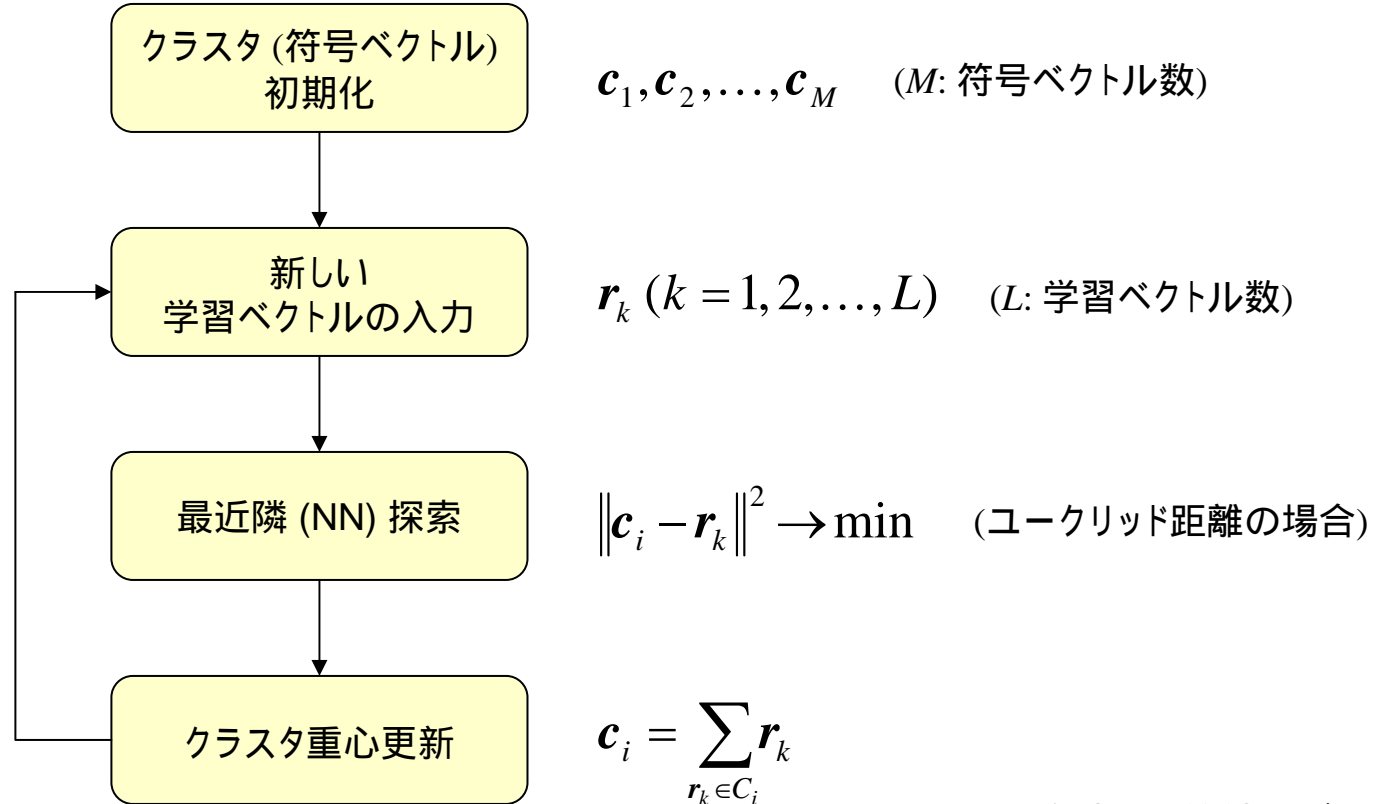 クラスタ (符号ベクトル)
初期化
c_1, c_2, …, c_M (M: 符号ベクトル数)
新しい
学習ベクトルの入力
r_k (k = 1, 2, …, L) (L: 学習ベクトル数)
最近隣 (NN) 探索
‖c_i − r_k‖^2 → min (ユークリッド距離の場合)
クラスタ重心更新
c_i = ∑_{r_k ∈ C_i} r_k